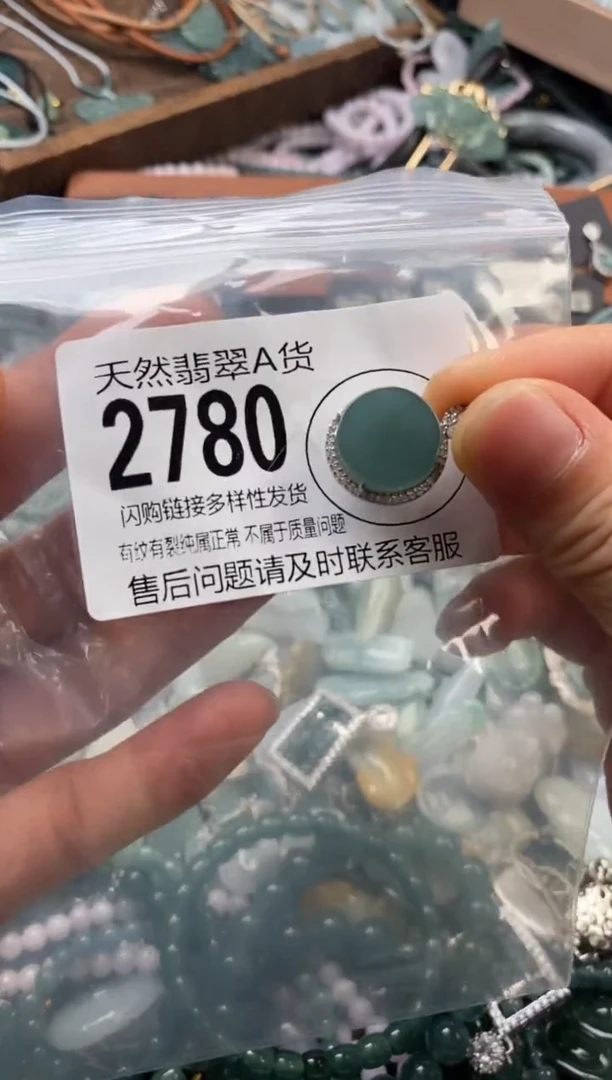 天然翡翠A货
2780
闪购链接多样性发货
有纹有裂纯属正常 不属于质量问题
售后问题请及时联系客服